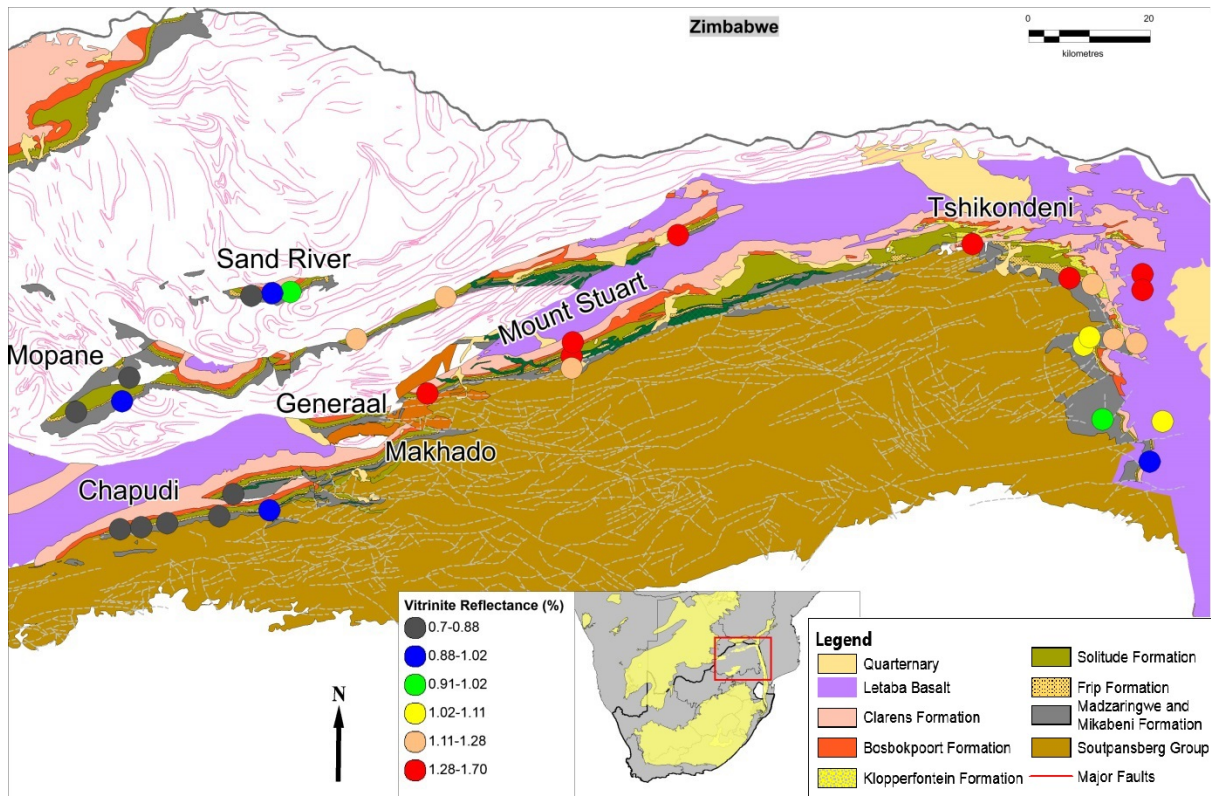 Zimbabwe
0 20
kilometres
Tshikondeni
Sand River
Mount Stuart
Mopane
Generaal
Makhado
Chapudi
N
Vitrinite Reflectance (%)
0.7-0.88
0.88-1.02
0.91-1.02
1.02-1.11
1.11-1.28
1.28-1.70
Legend
Quarternary
Letaba Basalt
Clarens Formation
Bosbokpoort Formation
Klopperfontein Formation
Solitude Formation
Frip Formation
Madzaringwe and
Mikabeni Formation
Soutpansberg Group
Major Faults